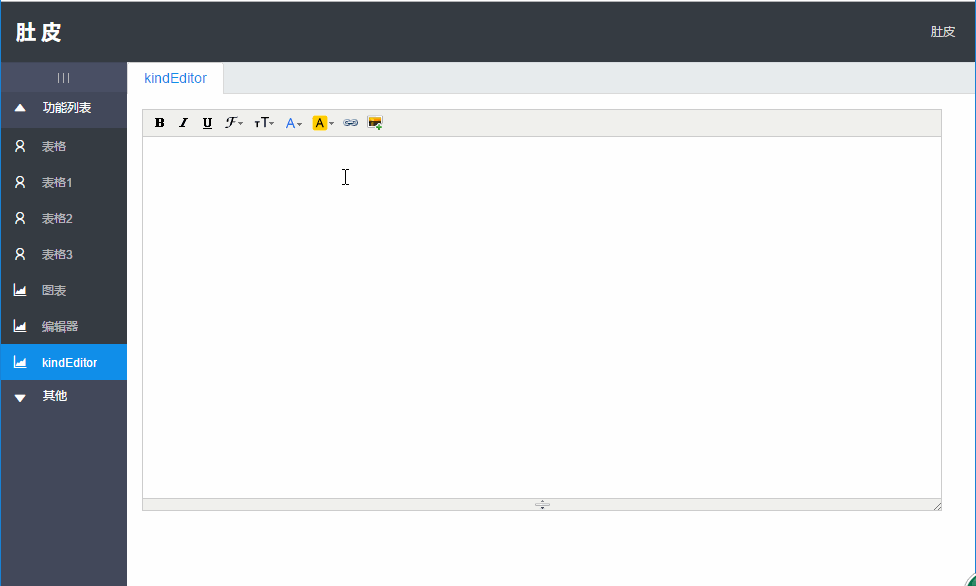 肚皮
肚皮
kindEditor
功能列表
表格
表格1
表格2
表格3
图表
编辑器
kindEditor
其他
B I U F TT A A